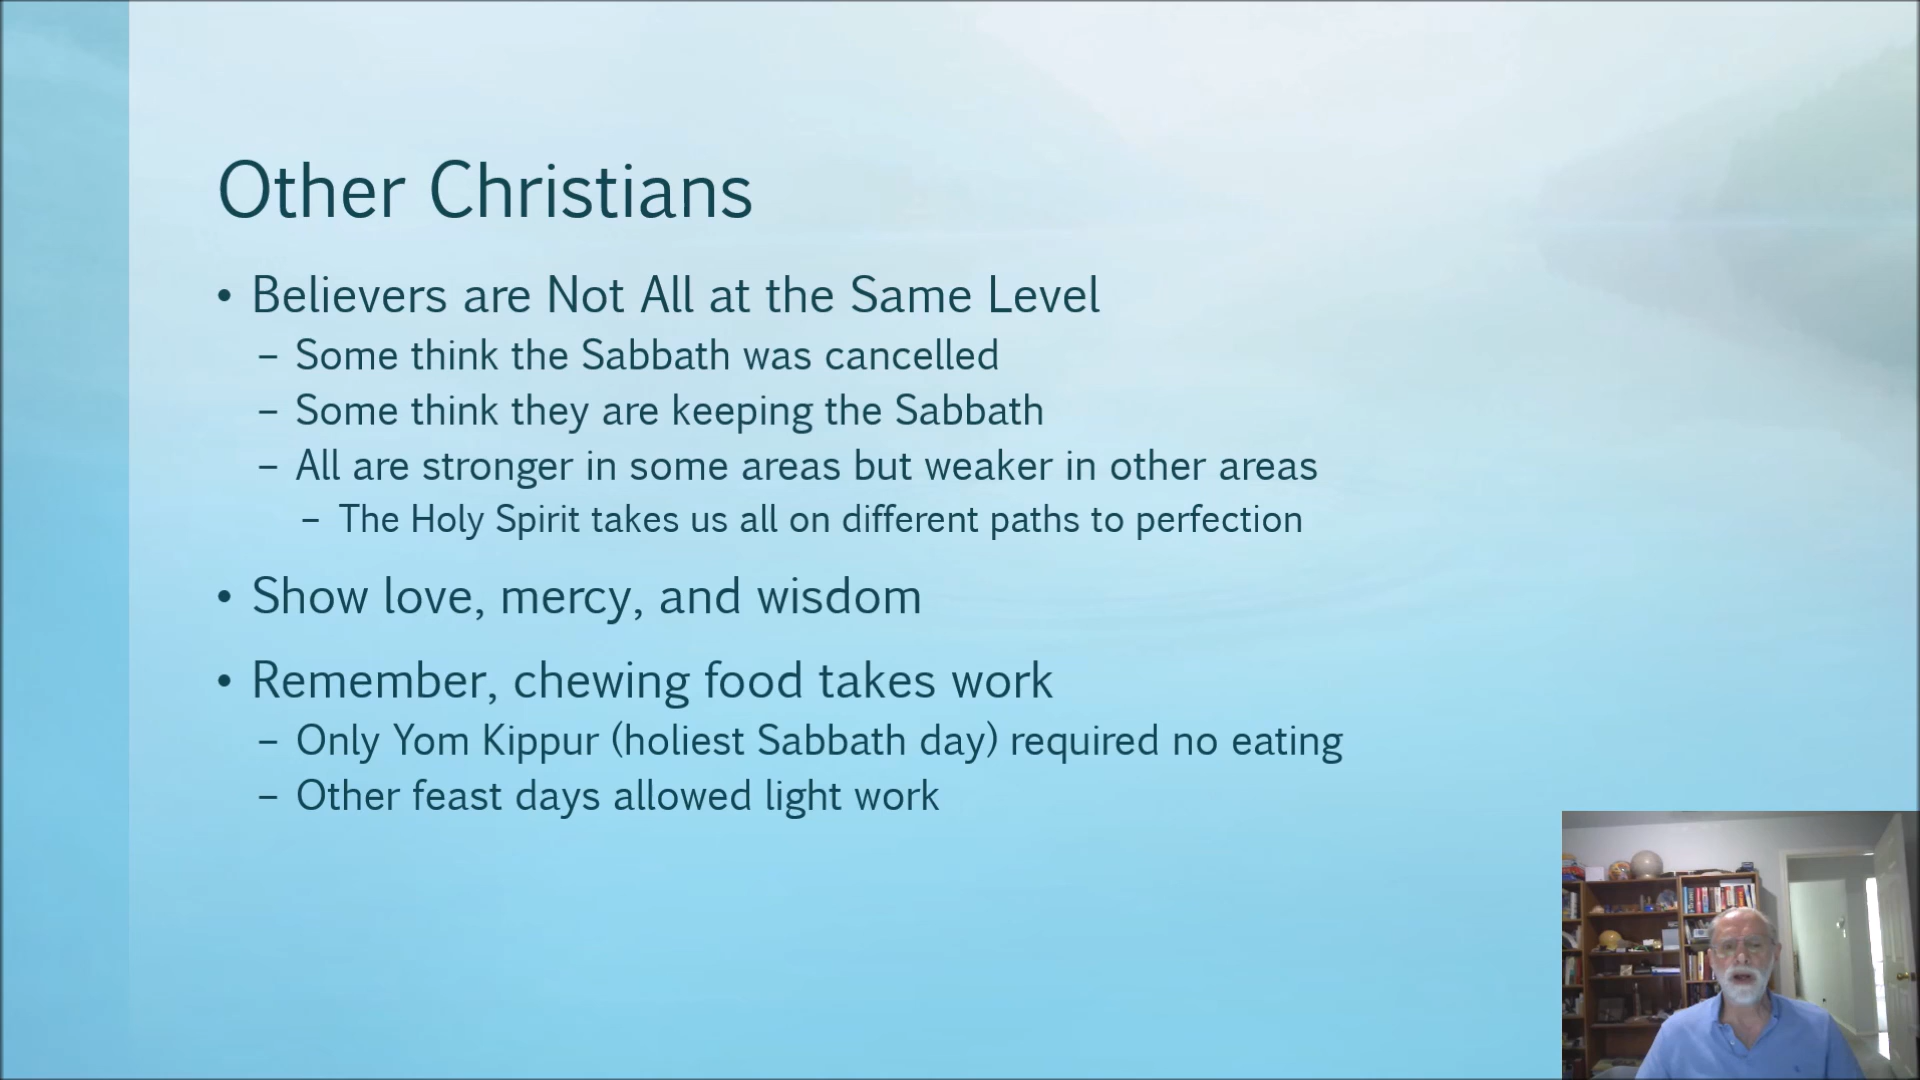 Other Christians
• Believers are Not All at the Same Level
– Some think the Sabbath was cancelled
– Some think they are keeping the Sabbath
– All are stronger in some areas but weaker in other areas
– The Holy Spirit takes us all on different paths to perfection
• Show love, mercy, and wisdom
• Remember, chewing food takes work
– Only Yom Kippur (holiest Sabbath day) required no eating
– Other feast days allowed light work